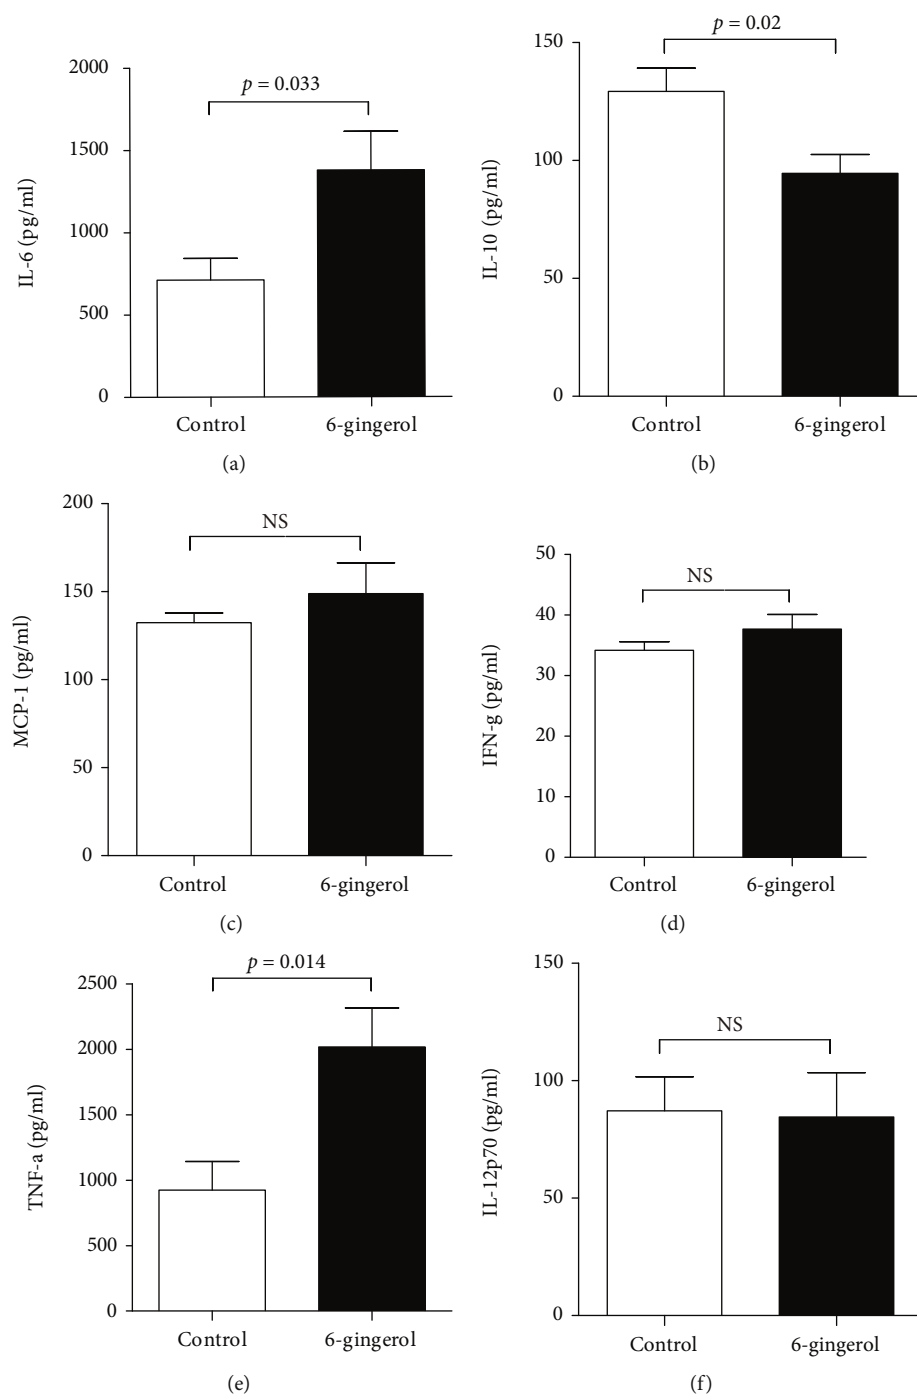 p = 0.033
2000
1500
1000
500
0
IL-6 (pg/ml)
Control
6-gingerol
(a)
p = 0.02
150
100
50
0
IL-10 (pg/ml)
Control
6-gingerol
(b)
NS
200
150
100
50
0
MCP-1 (pg/ml)
Control
6-gingerol
(c)
NS
50
40
30
20
10
0
IFN-g (pg/ml)
Control
6-gingerol
(d)
p = 0.014
2500
2000
1500
1000
500
0
TNF-a (pg/ml)
Control
6-gingerol
(e)
NS
150
100
50
0
IL-12p70 (pg/ml)
Control
6-gingerol
(f)